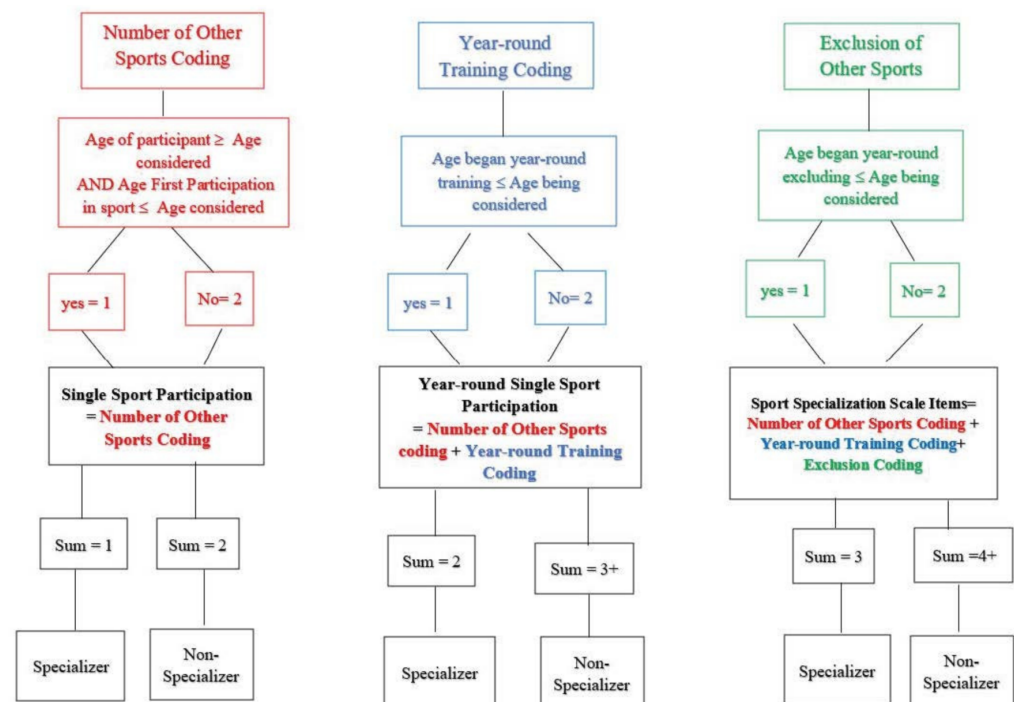 Number of Other
Sports Coding
Age of participant ≥ Age
considered
AND Age First Participation
in sport ≤ Age considered
yes = 1
No= 2
Single Sport Participation
= Number of Other
Sports Coding
Sum = 1
Sum = 2
Specializer
Non-
Specializer
Year-round
Training Coding
Age began year-round
training ≤ Age being
considered
yes = 1
No= 2
Year-round Single Sport
Participation
= Number of Other Sports
coding + Year-round Training
Coding
Sum = 2
Sum = 3+
Specializer
Non-
Specializer
Exclusion of
Other Sports
Age began year-round
excluding ≤ Age being
considered
yes = 1
No= 2
Sport Specialization Scale Items=
Number of Other Sports Coding +
Year-round Training Coding+
Exclusion Coding
Sum = 3
Sum =4+
Specializer
Non-
Specializer